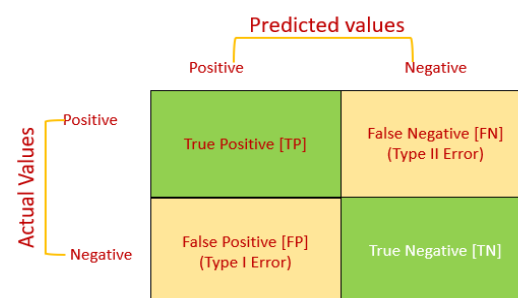 Predicted values
Positive
Negative
Actual Values
Positive
True Positive [TP]
False Negative [FN]
(Type II Error)
Negative
False Positive [FP]
(Type I Error)
True Negative [TN]